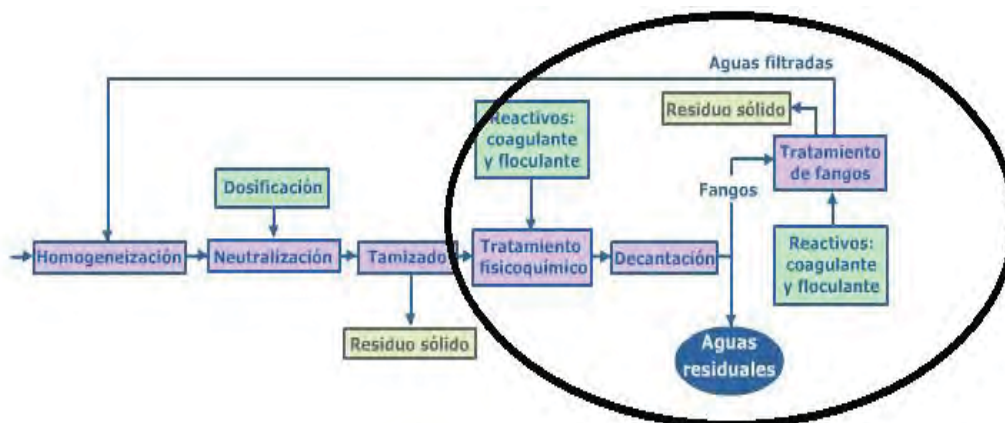 Aguas filtradas
Reactivos:
coagulante
y floculante
Residuo sólido
Tratamiento
de fangos
Dosificación
Fangos
Homogeneización
Neutralización
Tamizado
Tratamiento
fisicoquímico
Decantación
Reactivos:
coagulante
y floculante
Residuo sólido
Aguas
residuales